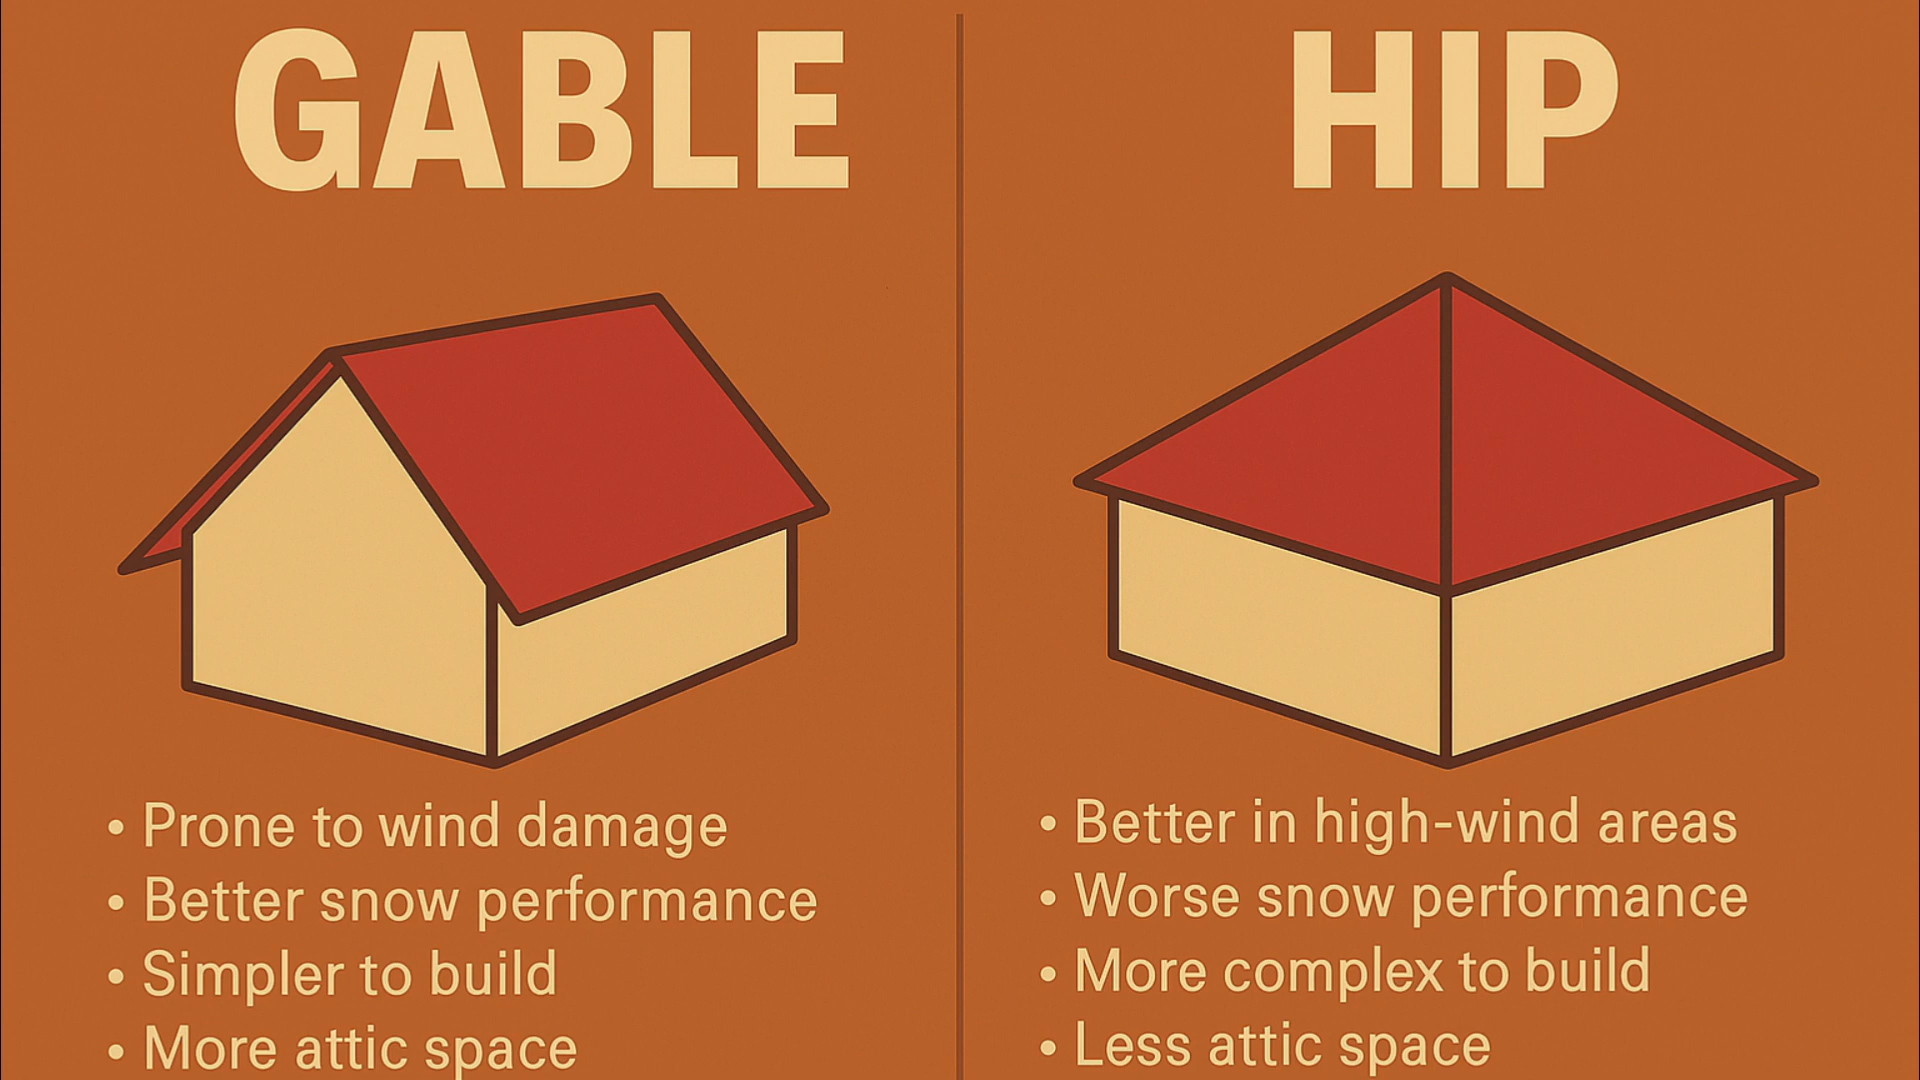 GABLE
• Prone to wind damage
• Better snow performance
• Simpler to build
• More attic space
HIP
• Better in high-wind areas
• Worse snow performance
• More complex to build
• Less attic space